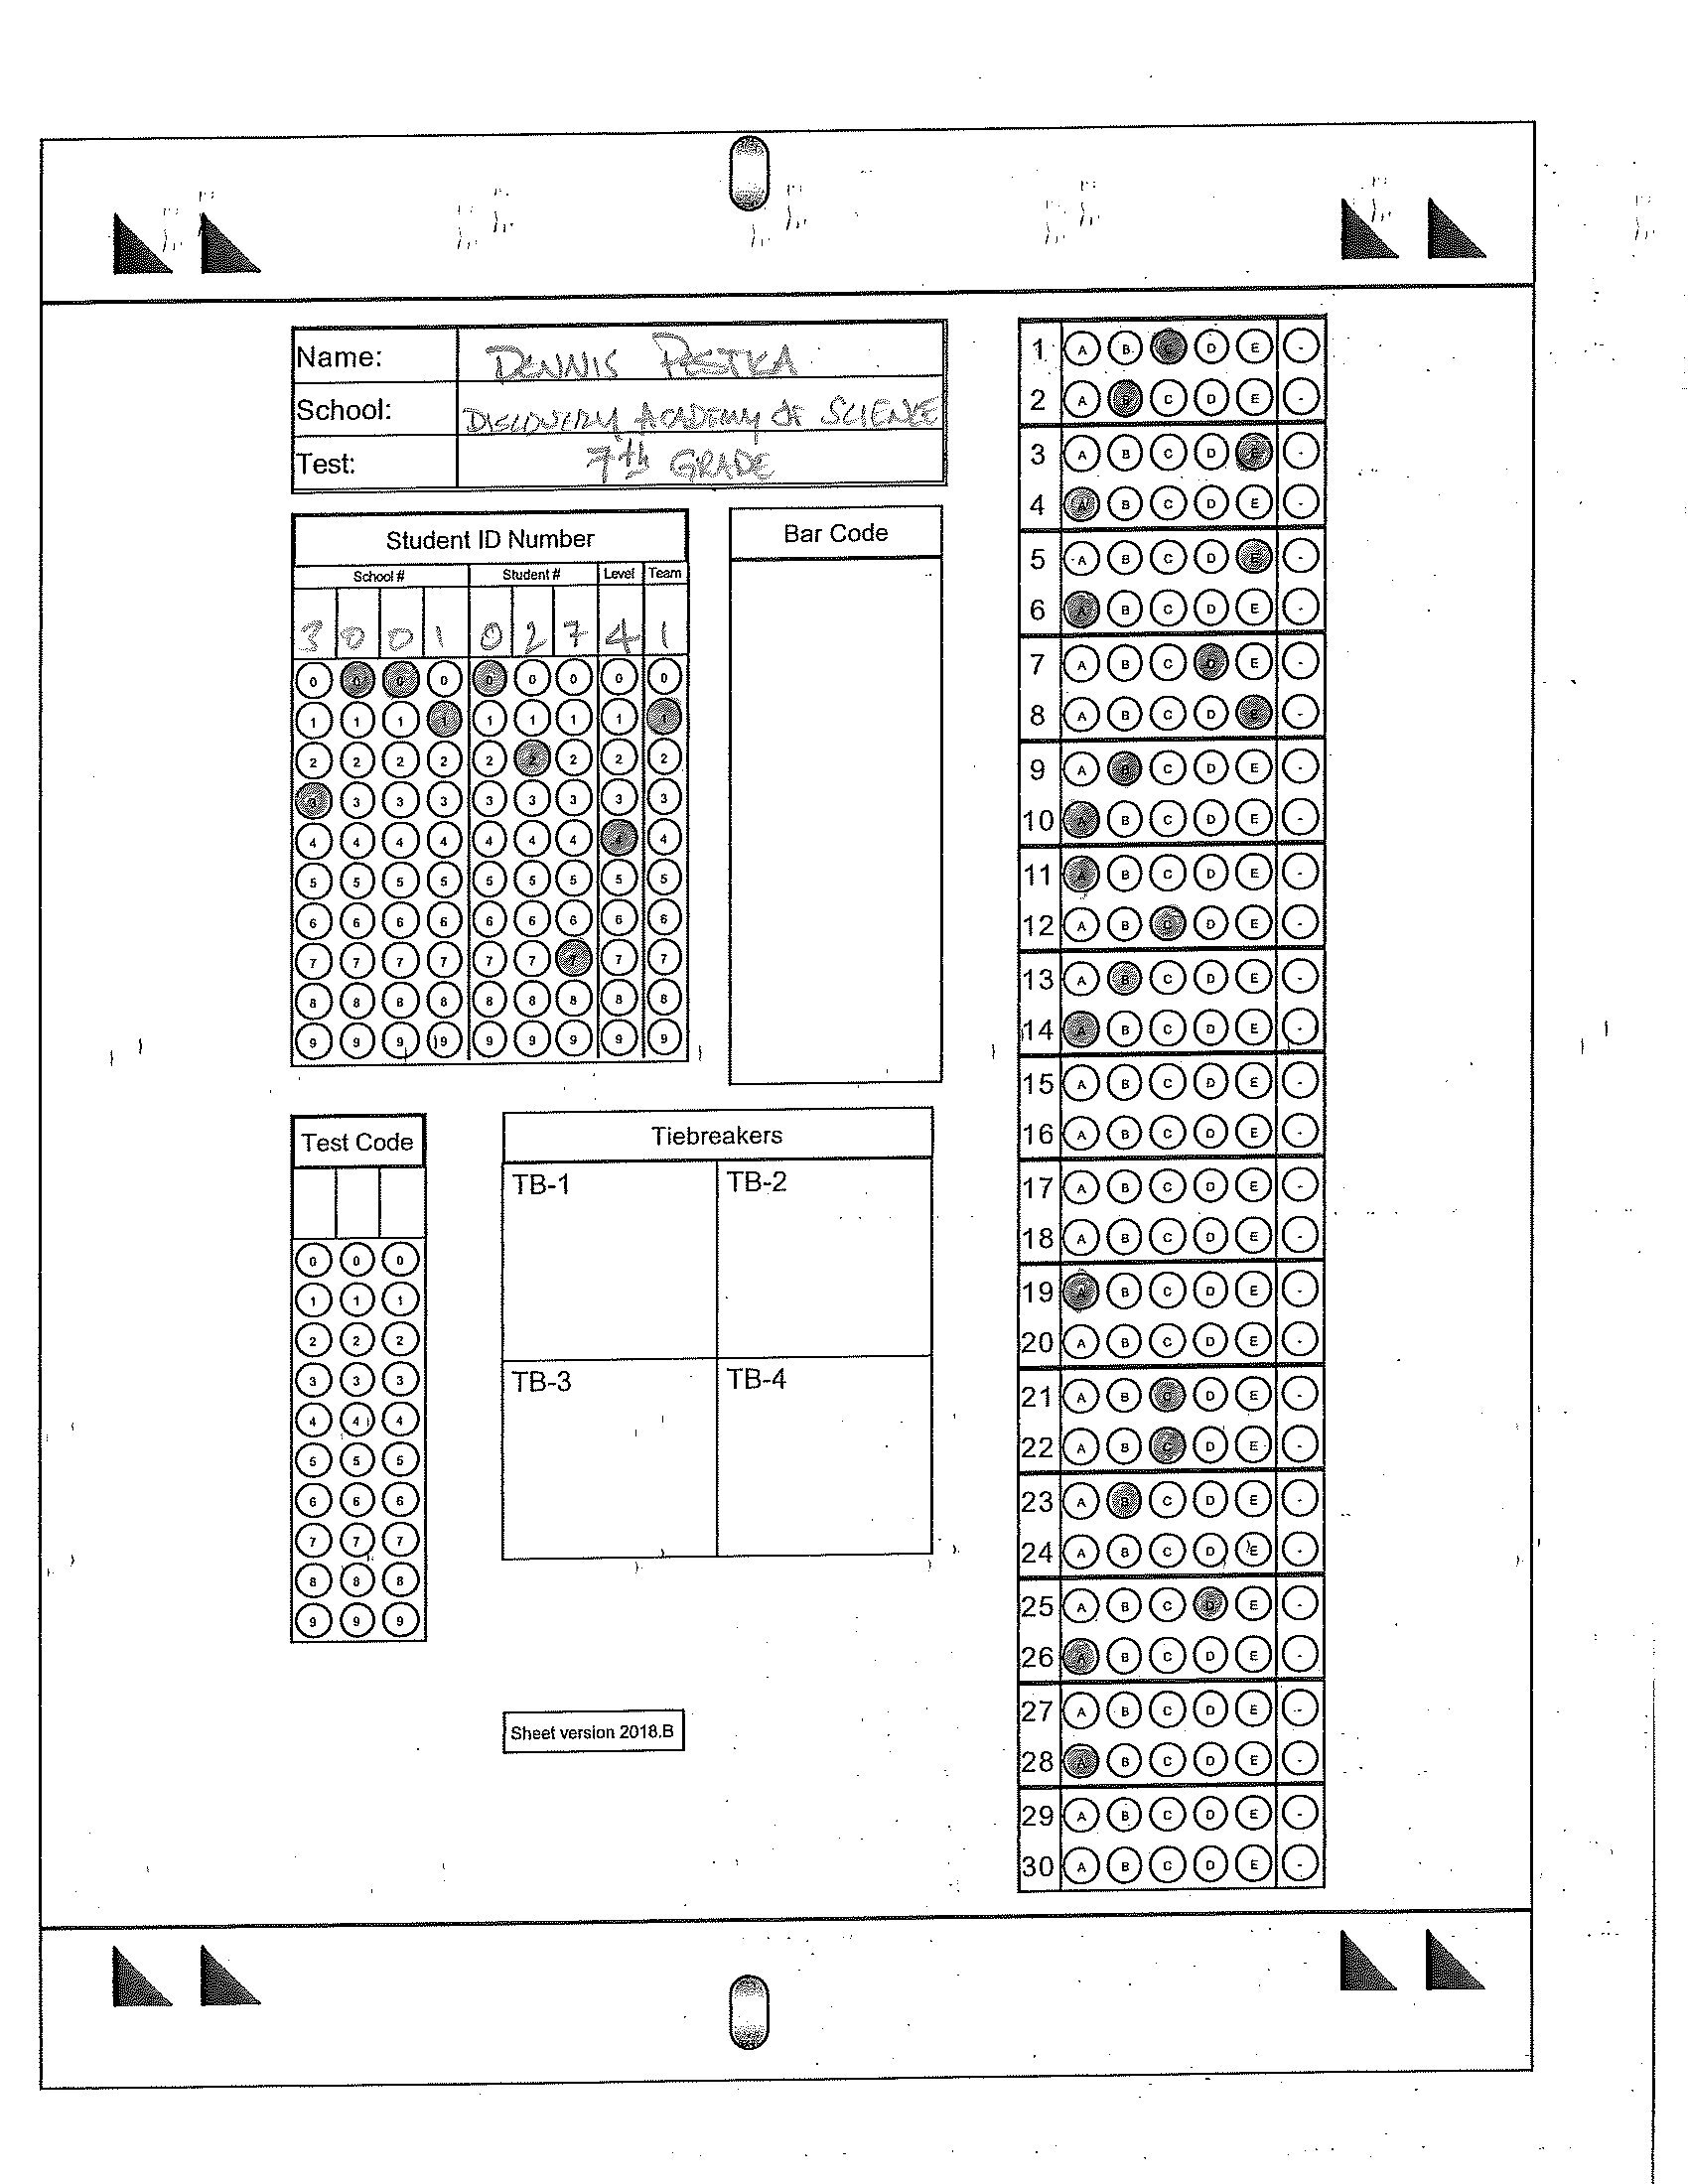 Name: DENNIS PESTKA
School: DISCOVERY ACADEMY OF SCIENCE
Test: 7th GRADE
Student ID Number
School # Student # Level Team
3 0 0 1 0 2 7 4 1
0 0 0 0 0 0 0 0 0
1 1 1 1 1 1 1 1 1
2 2 2 2 2 2 2 2 2
3 3 3 3 3 3 3 3 3
4 4 4 4 4 4 4 4 4
5 5 5 5 5 5 5 5 5
6 6 6 6 6 6 6 6 6
7 7 7 7 7 7 7 7 7
8 8 8 8 8 8 8 8 8
9 9 9 9 9 9 9 9 9
Bar Code
Test Code
0 0 0
1 1 1
2 2 2
3 3 3
4 4 4
5 5 5
6 6 6
7 7 7
8 8 8
9 9 9
Tiebreakers
TB-1 TB-2
TB-3 TB-4
Sheet version 2018.B
1 A B C D E -
2 A B C D E -
3 A B C D E -
4 A B C D E -
5 A B C D E -
6 A B C D E -
7 A B C D E -
8 A B C D E -
9 A B C D E -
10 A B C D E -
11 A B C D E -
12 A B C D E -
13 A B C D E -
14 A B C D E -
15 A B C D E -
16 A B C D E -
17 A B C D E -
18 A B C D E -
19 A B C D E -
20 A B C D E -
21 A B C D E -
22 A B C D E -
23 A B C D E -
24 A B C D E -
25 A B C D E -
26 A B C D E -
27 A B C D E -
28 A B C D E -
29 A B C D E -
30 A B C D E -